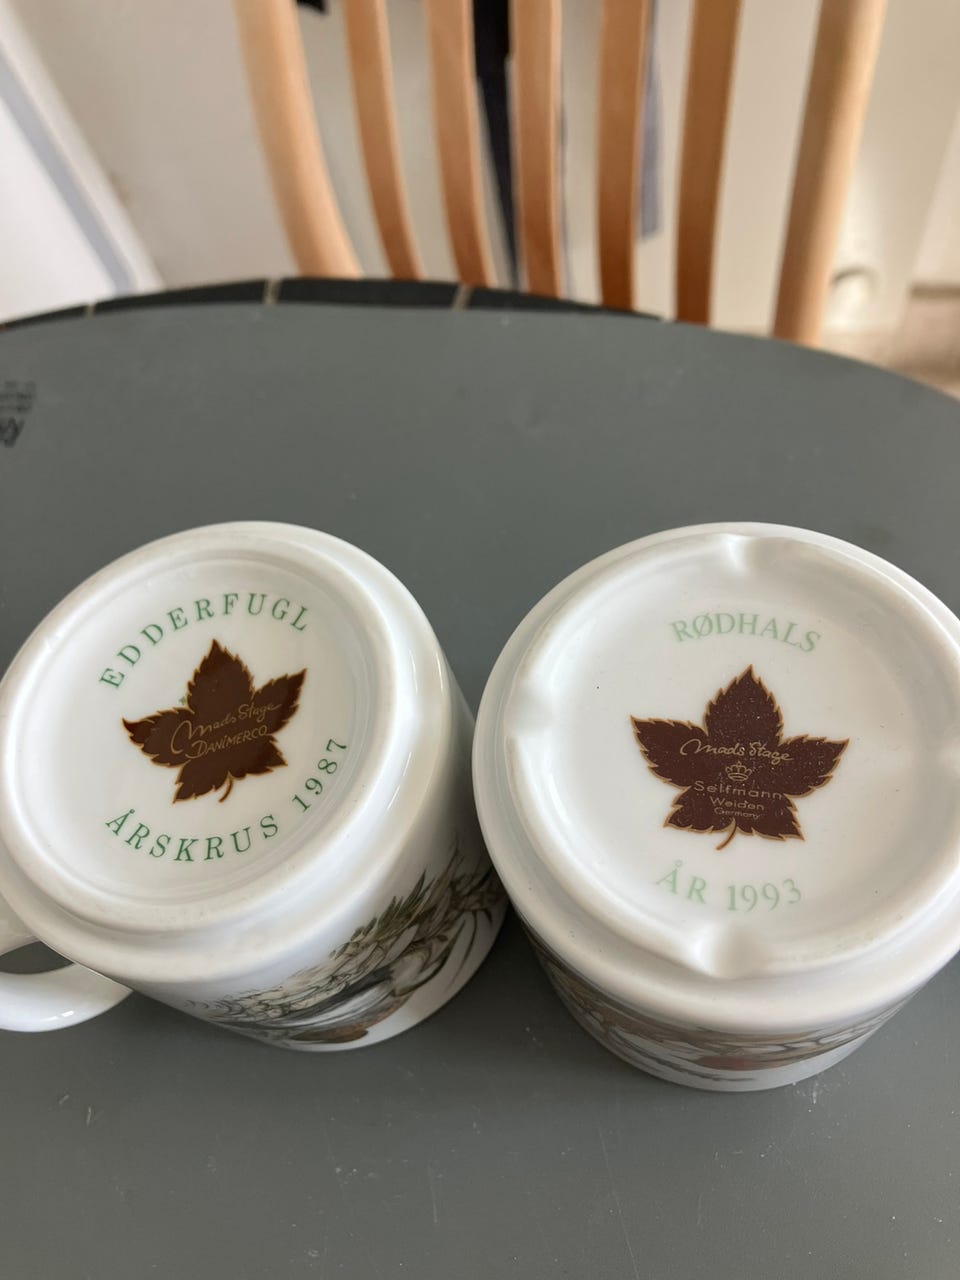 EDDERFUGL
Mads Stage
DANIMERCO
ÅRSKRUS 1987
RØDHALS
Mads Stage
Seltmann
Weiden
Germany
ÅR 1993